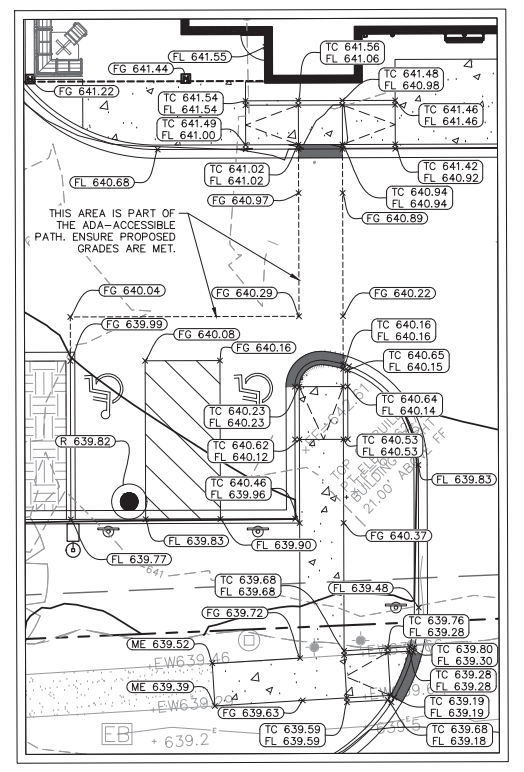 FL 641.55
TC 641.56
FL 641.06
FG 641.44
TC 641.48
FL 640.98
FG 641.22
TC 641.54
FL 641.54
TC 641.46
FL 641.46
TC 641.49
FL 641.00
TC 641.02
FL 641.02
TC 641.42
FL 640.92
FL 640.68
TC 640.94
FL 640.94
FG 640.97
FG 640.89
THIS AREA IS PART OF
THE ADA-ACCESSIBLE
PATH. ENSURE PROPOSED
GRADES ARE MET.
FG 640.04
FG 640.29
FG 640.22
FG 639.99
FG 640.08
TC 640.16
FL 640.16
FG 640.16
TC 640.65
FL 640.15
TC 640.23
FL 640.23
TC 640.64
FL 640.14
R 639.82
TC 640.62
FL 640.12
TC 640.53
FL 640.53
TC 640.46
FL 639.96
FL 639.83
FL 639.83
FL 639.90
FG 640.37
FL 639.77
641
TC 639.68
FL 639.68
FL 639.48
FG 639.72
TC 639.76
FL 639.28
ME 639.52
TC 639.80
FL 639.30
EW639.46
TC 639.28
FL 639.28
ME 639.39
EW639.29
TC 639.19
FL 639.19
FG 639.63
EB
TC 639.59
FL 639.59
TC 639.68
FL 639.18
639.2
E